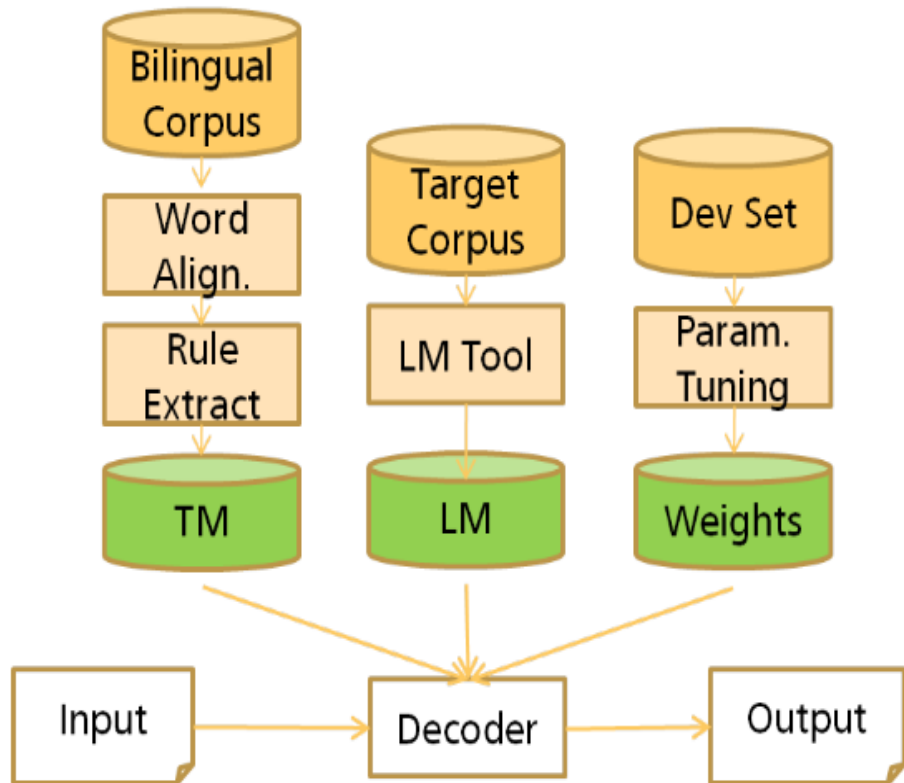 Bilingual
Corpus
Word
Align.
Rule
Extract
TM
Target
Corpus
LM Tool
LM
Dev Set
Param.
Tuning
Weights
Input
Decoder
Output